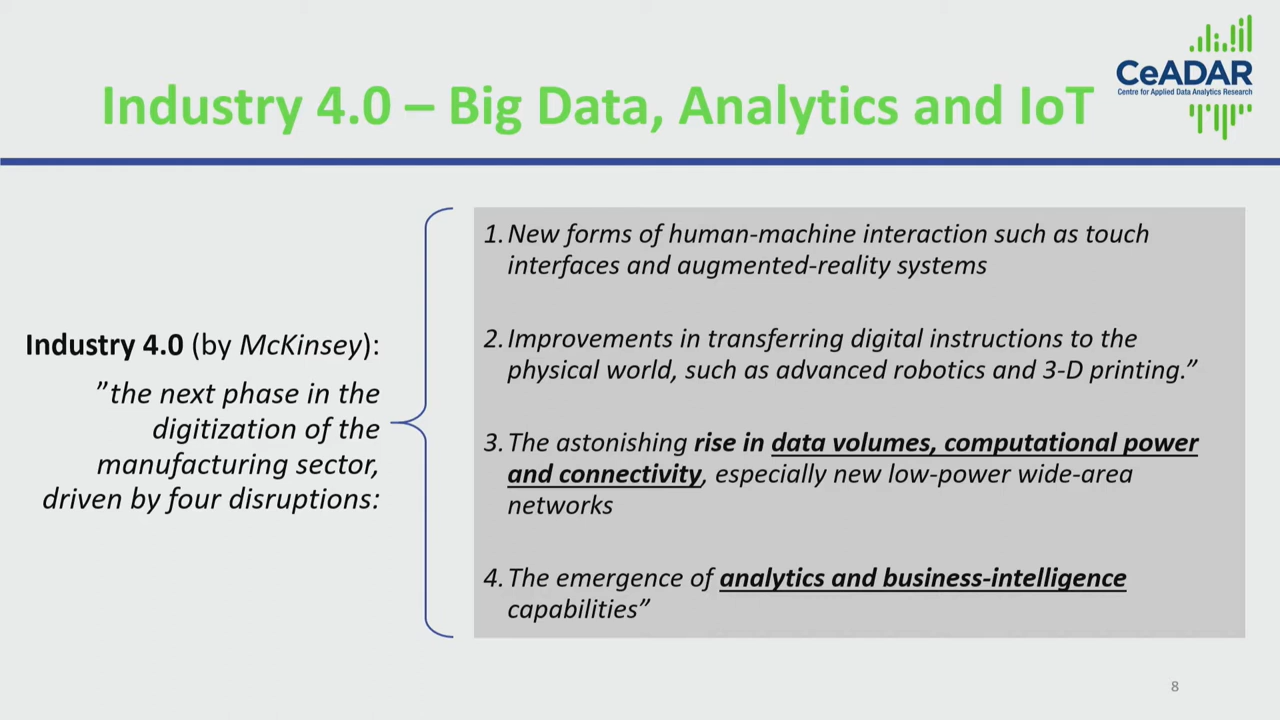 CeADAR
Centre for Applied Data Analytics Research
Industry 4.0 – Big Data, Analytics and IoT
Industry 4.0 (by McKinsey):
”the next phase in the
digitization of the
manufacturing sector,
driven by four disruptions:
1. New forms of human-machine interaction such as touch
interfaces and augmented-reality systems
2. Improvements in transferring digital instructions to the
physical world, such as advanced robotics and 3-D printing.”
3. The astonishing rise in data volumes, computational power
and connectivity, especially new low-power wide-area
networks
4. The emergence of analytics and business-intelligence
capabilities”
8